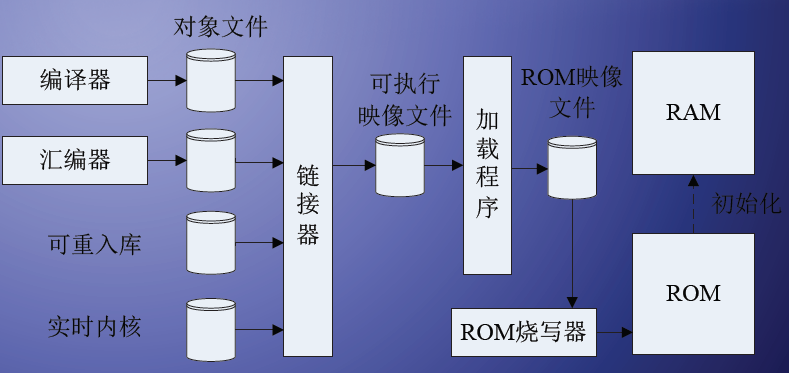 对象文件
编译器
汇编器
可重入库
实时内核
链接器
可执行
映像文件
加载程序
ROM映像
文件
ROM烧写器
RAM
初始化
ROM